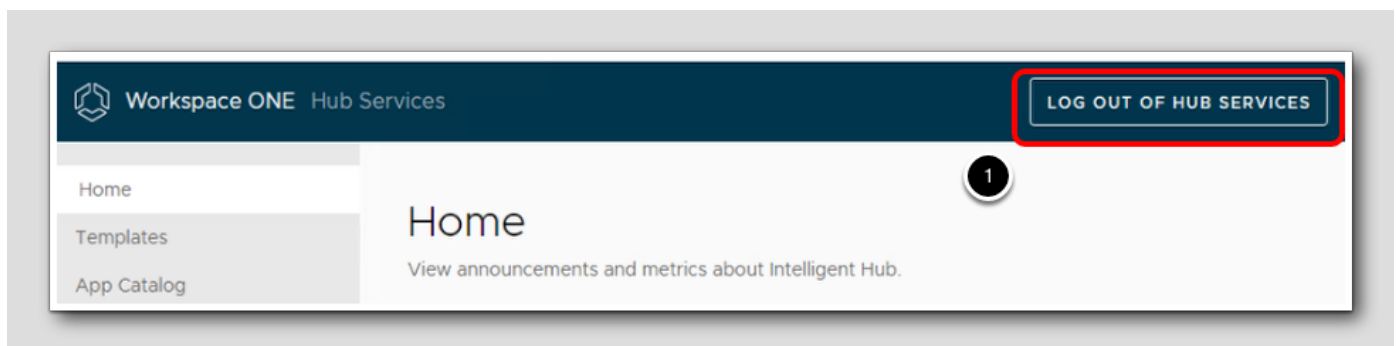 Workspace ONE Hub Services
LOG OUT OF HUB SERVICES
1
Home
Templates
App Catalog
Home
View announcements and metrics about Intelligent Hub.